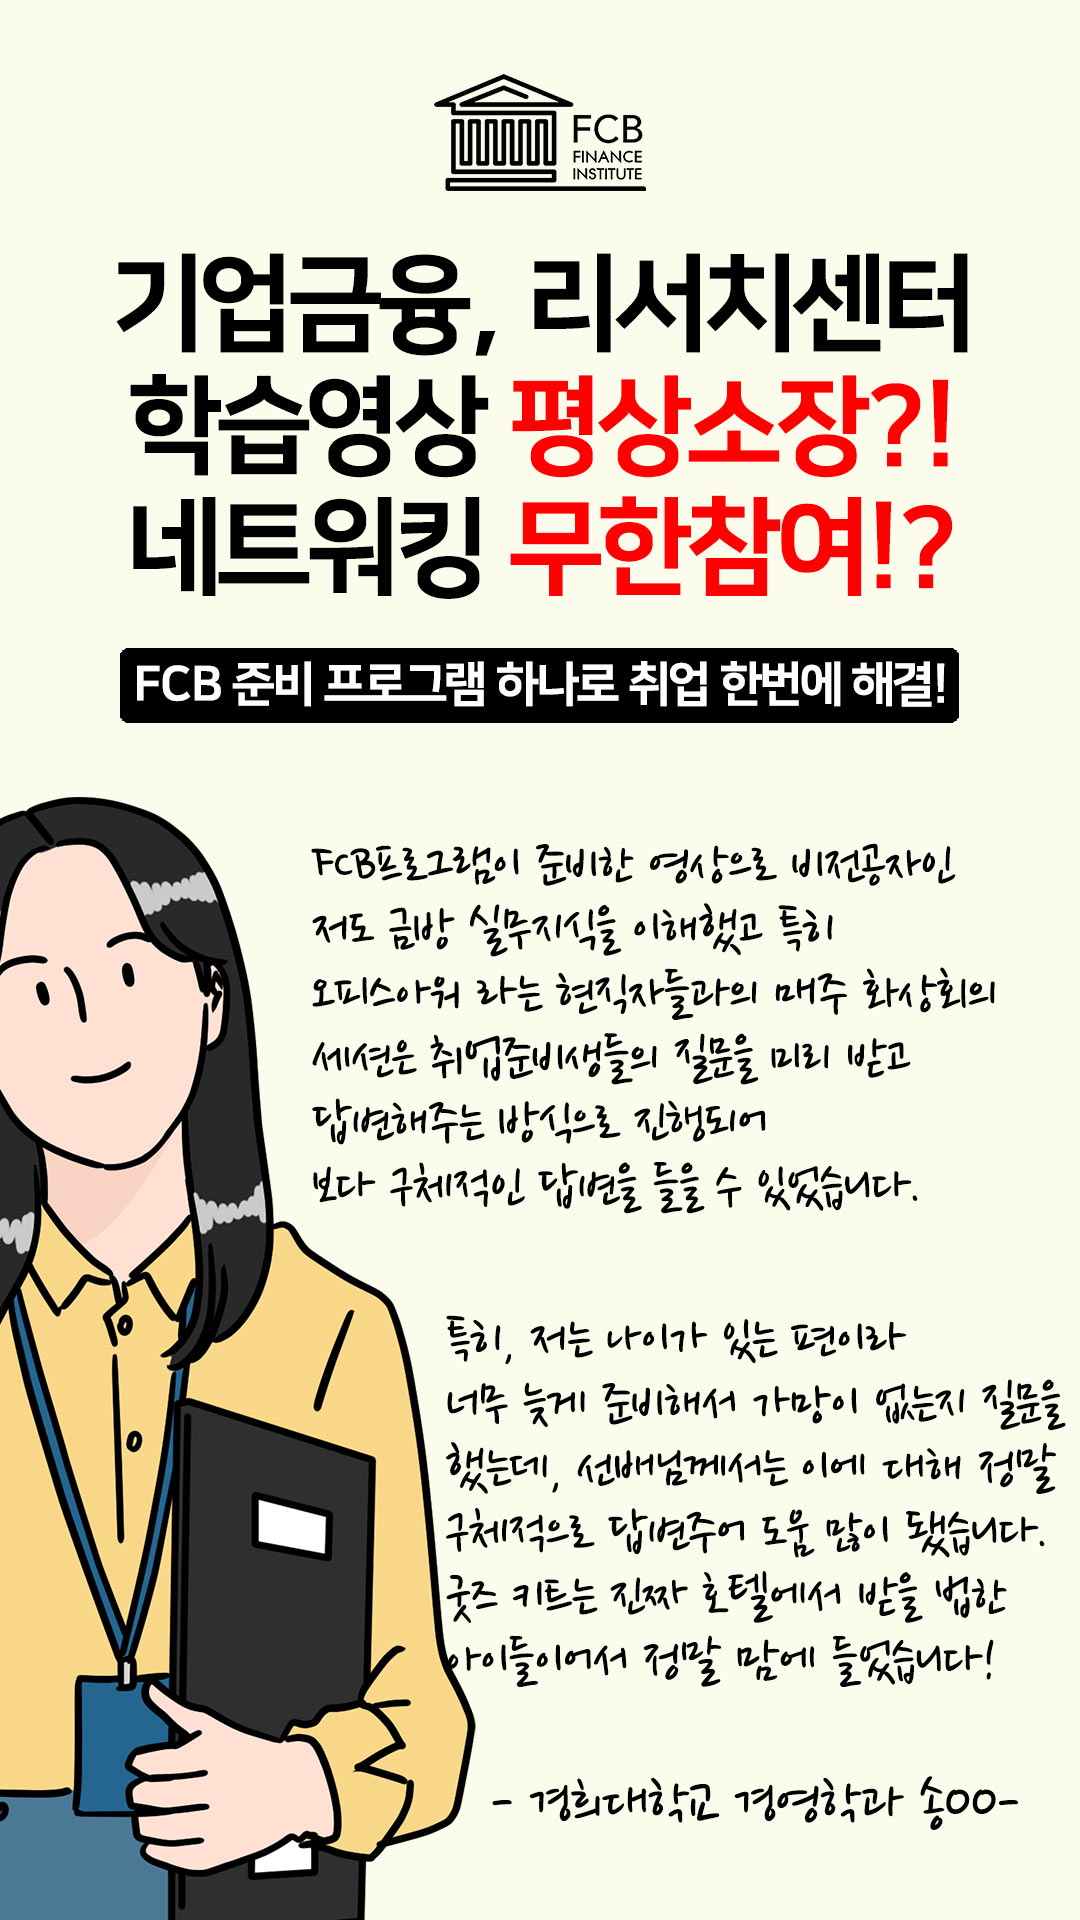 FCB
FINANCE
INSTITUTE
기업금융, 리서치센터
학습영상 평상소장?!
네트워킹 무한참여!?
FCB 준비 프로그램 하나로 취업 한번에 해결!
FCB프로그램이 준비한 영상으로 비전공자인
저도 금방 실무지식을 이해했고 특히
오피스아워 라는 현직자들과의 매주 화상회의
세션은 취업준비생들의 질문을 미리 받고
답변해주는 방식으로 진행되어
보다 구체적인 답변을 들을 수 있었습니다.
특히, 저는 나이가 있는 편이라
너무 늦게 준비해서 가망이 없는지 질문을
했는데, 선배님께서는 이에 대해 정말
구체적으로 답변주어 도움 많이 됐습니다.
굿즈 키트는 진짜 호텔에서 받을 법한
아이들이어서 정말 맘에 들었습니다!
- 경희대학교 경영학과 송OO-